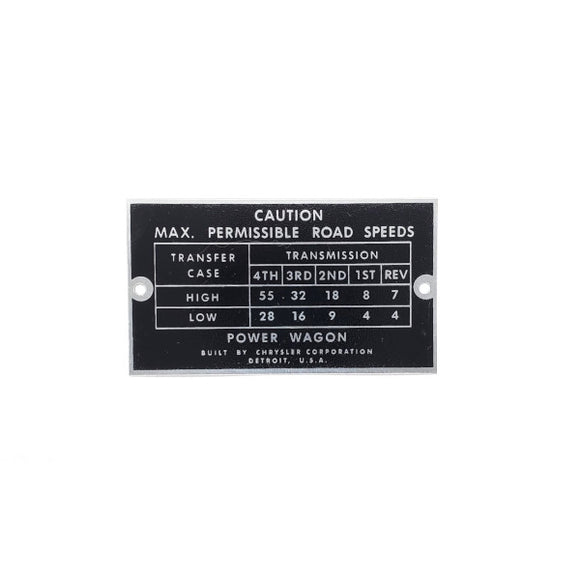 CAUTION
MAX. PERMISSIBLE ROAD SPEEDS
TRANSFER CASE TRANSMISSION
4TH 3RD 2ND 1ST REV
HIGH 55 32 18 8 7
LOW 28 16 9 4 4
POWER WAGON
BUILT BY CHRYSLER CORPORATION
DETROIT, U.S.A.